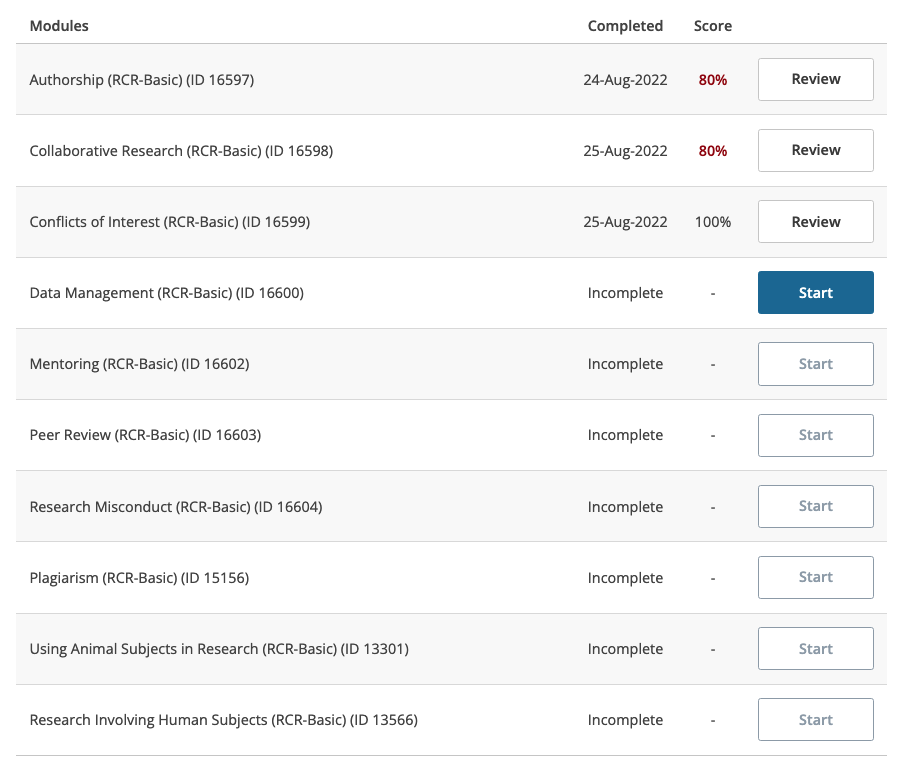 Modules Completed Score
Authorship (RCR-Basic) (ID 16597) 24-Aug-2022 80% Review
Collaborative Research (RCR-Basic) (ID 16598) 25-Aug-2022 80% Review
Conflicts of Interest (RCR-Basic) (ID 16599) 25-Aug-2022 100% Review
Data Management (RCR-Basic) (ID 16600) Incomplete - Start
Mentoring (RCR-Basic) (ID 16602) Incomplete - Start
Peer Review (RCR-Basic) (ID 16603) Incomplete - Start
Research Misconduct (RCR-Basic) (ID 16604) Incomplete - Start
Plagiarism (RCR-Basic) (ID 15156) Incomplete - Start
Using Animal Subjects in Research (RCR-Basic) (ID 13301) Incomplete - Start
Research Involving Human Subjects (RCR-Basic) (ID 13566) Incomplete - Start